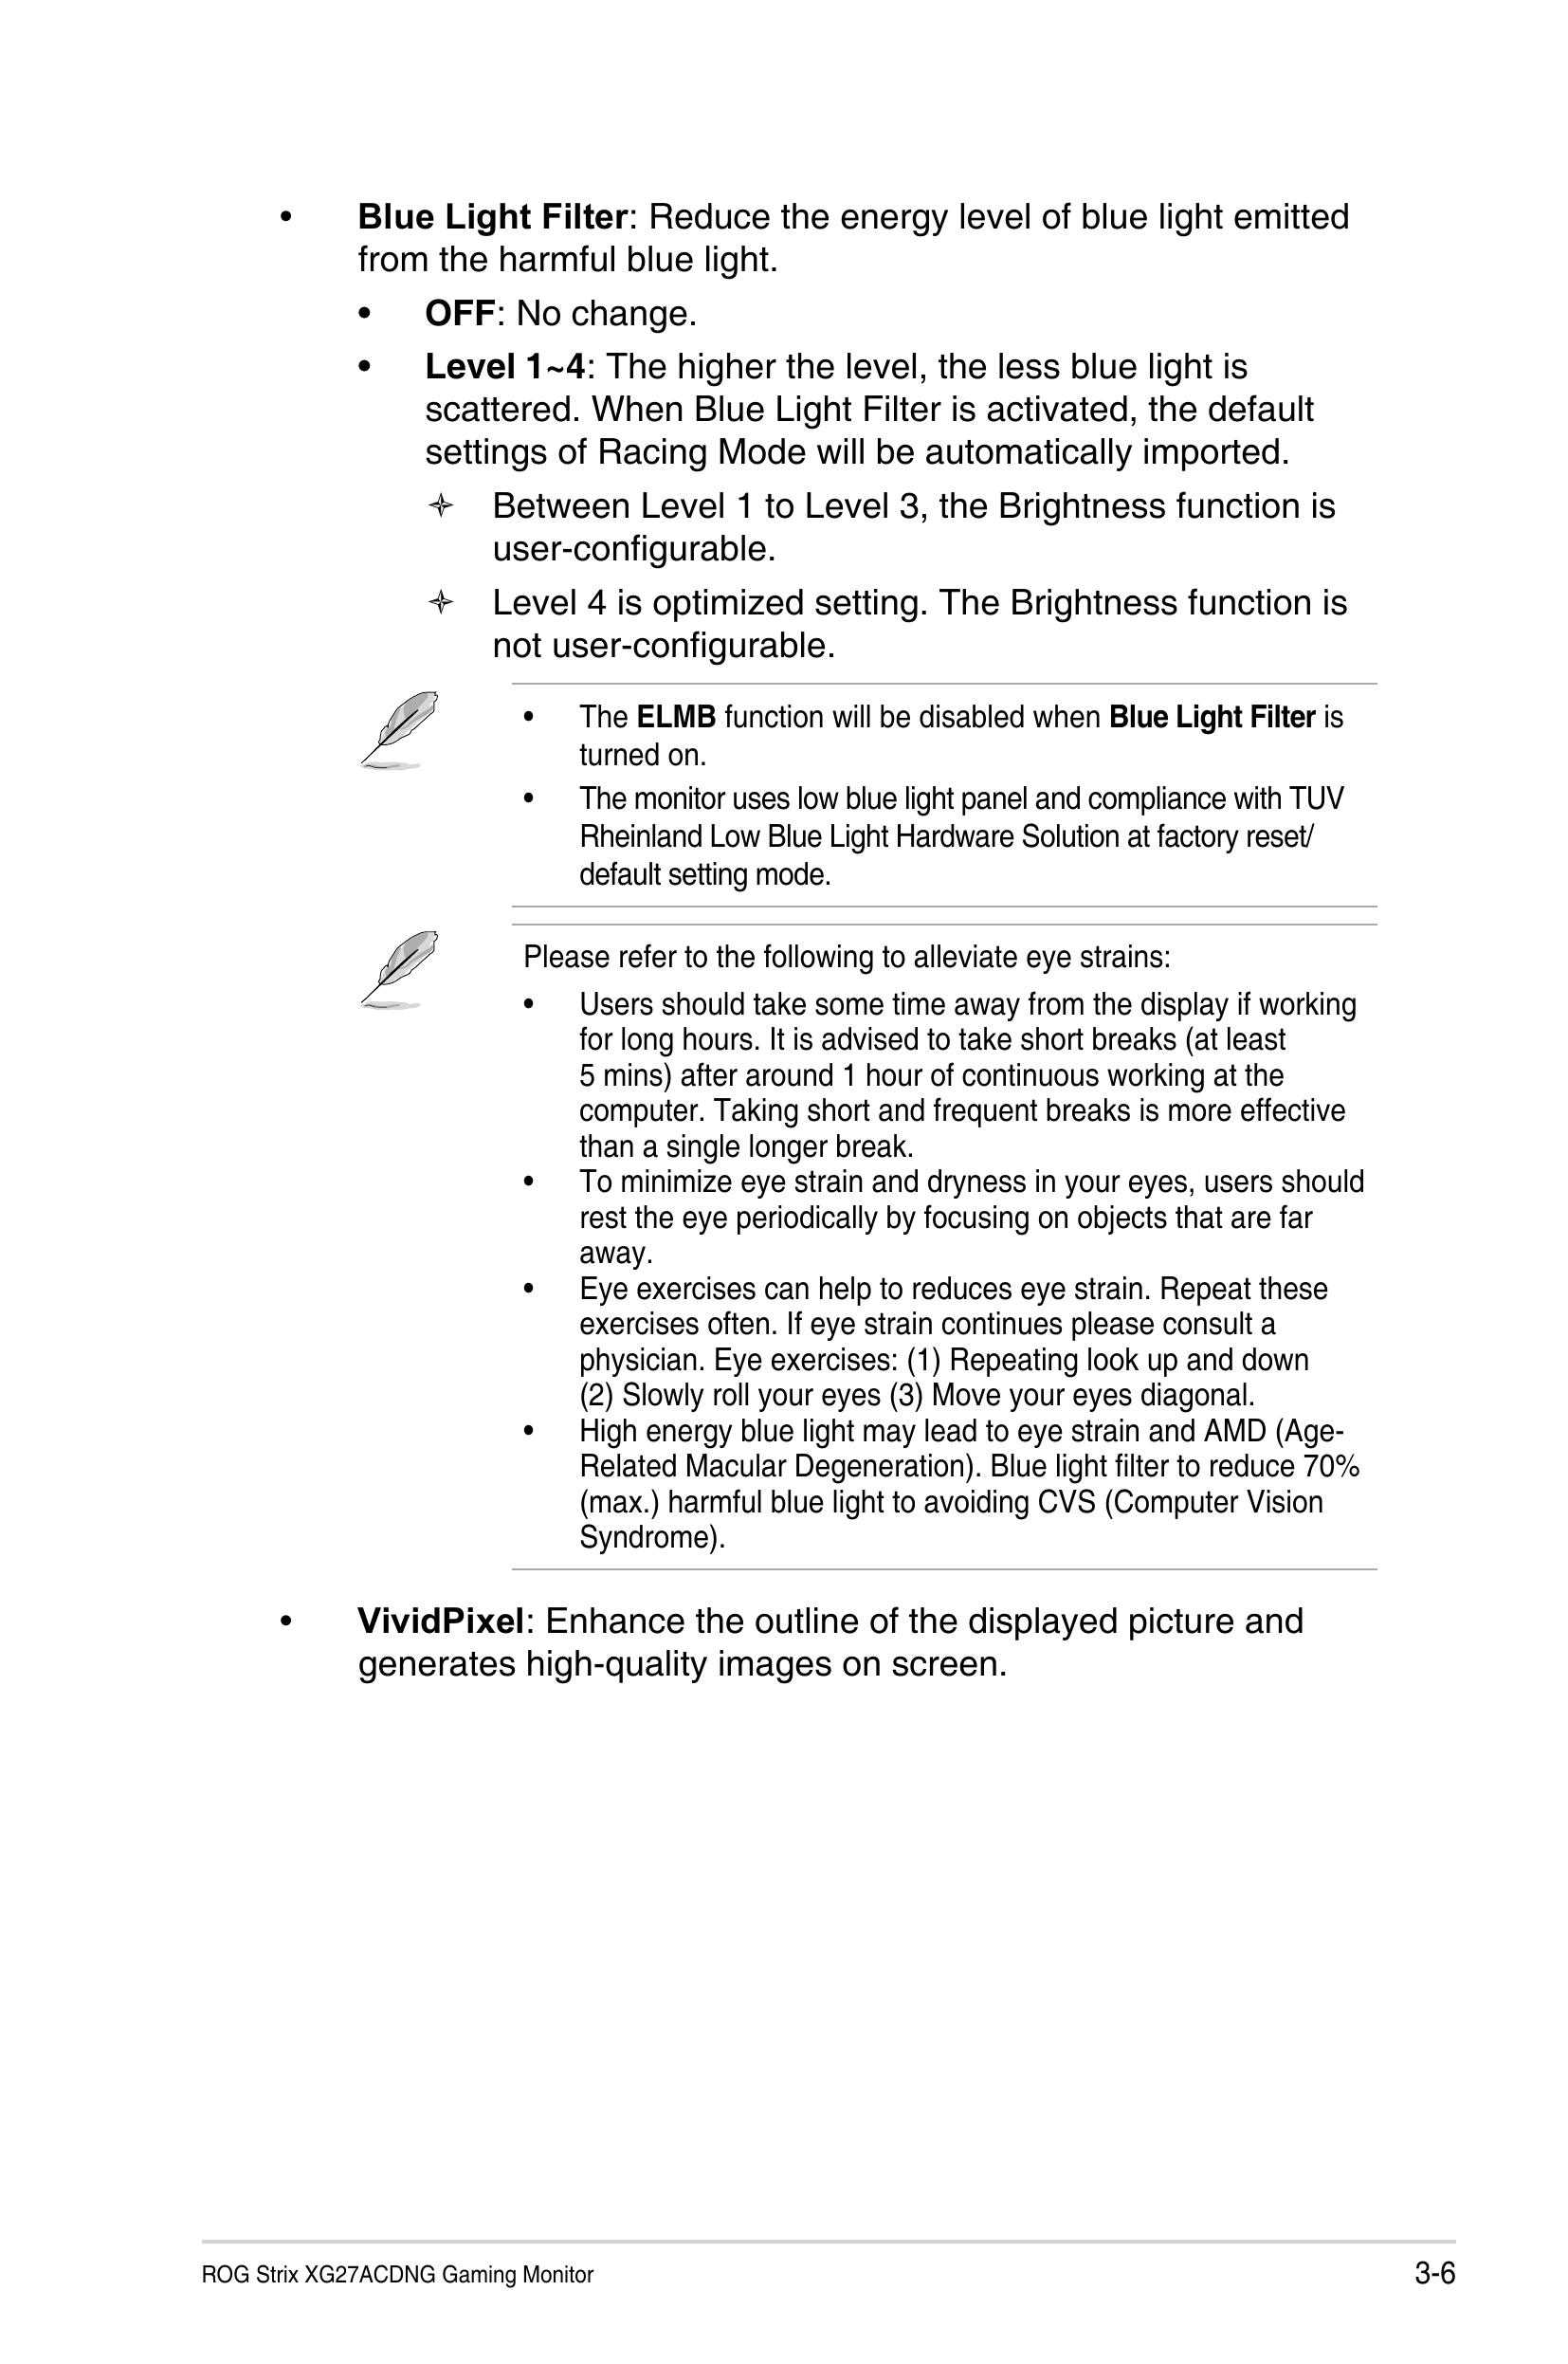 • Blue Light Filter: Reduce the energy level of blue light emitted
from the harmful blue light.
• OFF: No change.
• Level 1~4: The higher the level, the less blue light is
scattered. When Blue Light Filter is activated, the default
settings of Racing Mode will be automatically imported.
✧ Between Level 1 to Level 3, the Brightness function is
user-configurable.
✧ Level 4 is optimized setting. The Brightness function is
not user-configurable.
• The ELMB function will be disabled when Blue Light Filter is
turned on.
• The monitor uses low blue light panel and compliance with TUV
Rheinland Low Blue Light Hardware Solution at factory reset/
default setting mode.
Please refer to the following to alleviate eye strains:
• Users should take some time away from the display if working
for long hours. It is advised to take short breaks (at least
5 mins) after around 1 hour of continuous working at the
computer. Taking short and frequent breaks is more effective
than a single longer break.
• To minimize eye strain and dryness in your eyes, users should
rest the eye periodically by focusing on objects that are far
away.
• Eye exercises can help to reduces eye strain. Repeat these
exercises often. If eye strain continues please consult a
physician. Eye exercises: (1) Repeating look up and down
(2) Slowly roll your eyes (3) Move your eyes diagonal.
• High energy blue light may lead to eye strain and AMD (Age-
Related Macular Degeneration). Blue light filter to reduce 70%
(max.) harmful blue light to avoiding CVS (Computer Vision
Syndrome).
• VividPixel: Enhance the outline of the displayed picture and
generates high-quality images on screen.
ROG Strix XG27ACDNG Gaming Monitor
3-6